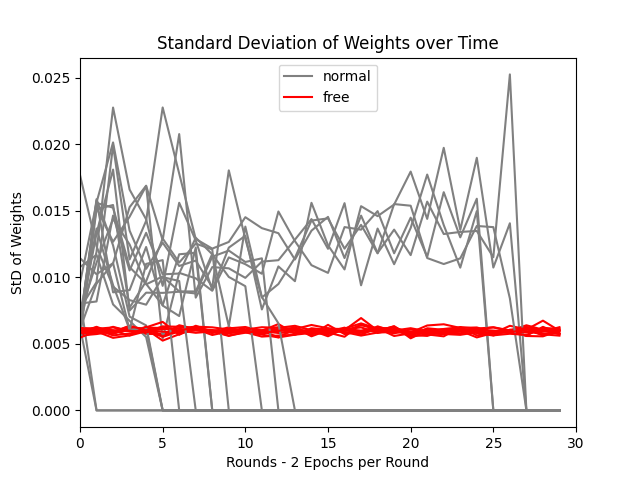 Standard Deviation of Weights over Time
normal
free
StD of Weights
0.025
0.020
0.015
0.010
0.005
0.000
0 5 10 15 20 25 30
Rounds - 2 Epochs per Round